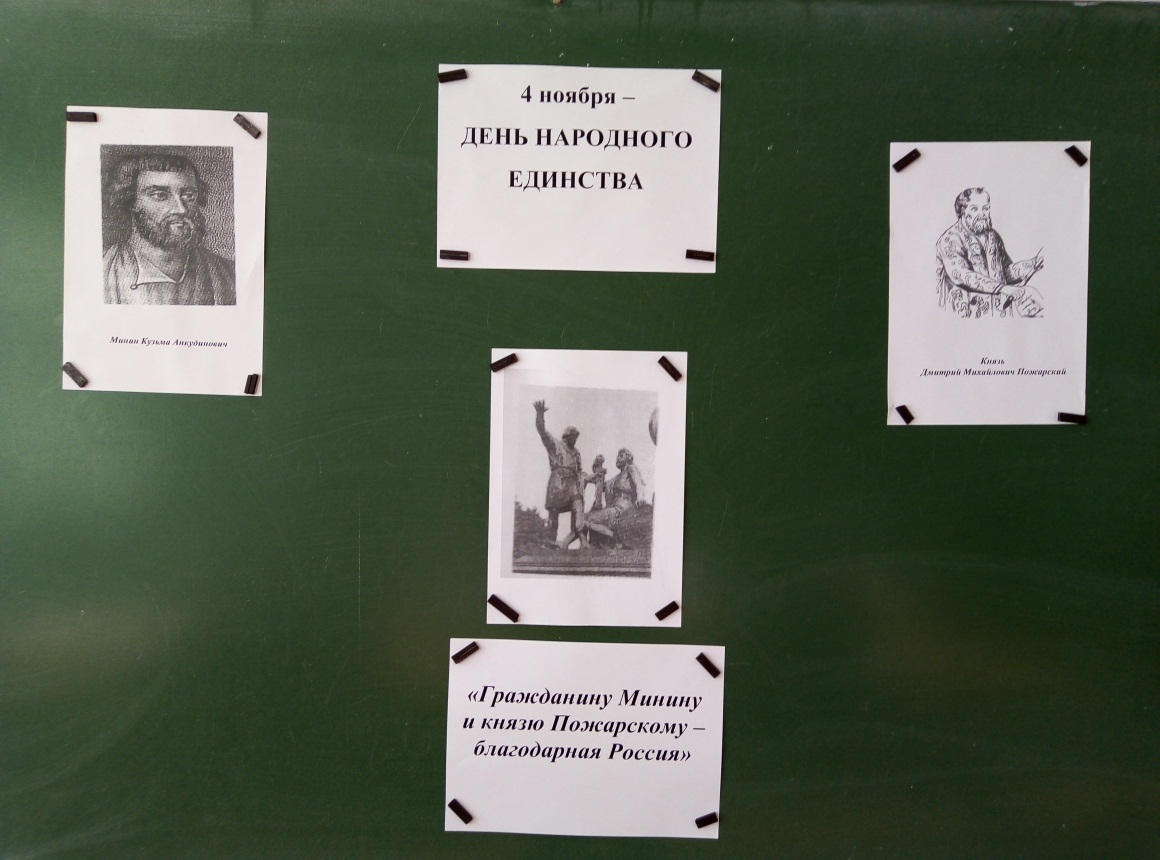 4 ноября –
ДЕНЬ НАРОДНОГО
ЕДИНСТВА
Минин Кузьма Анкудинович
Князь
Дмитрий Михайлович Пожарский
«Гражданину Минину
и князю Пожарскому –
благодарная Россия»